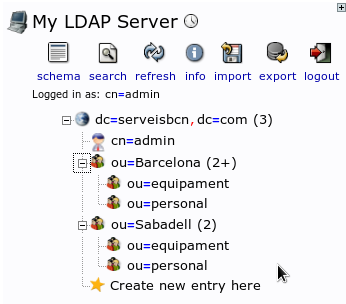 My LDAP Server
schema search refresh info import export logout
Logged in as: cn=admin
dc=serveisbcn,dc=com (3)
cn=admin
ou=Barcelona (2+)
ou=equipament
ou=personal
ou=Sabadell (2)
ou=equipament
ou=personal
Create new entry here